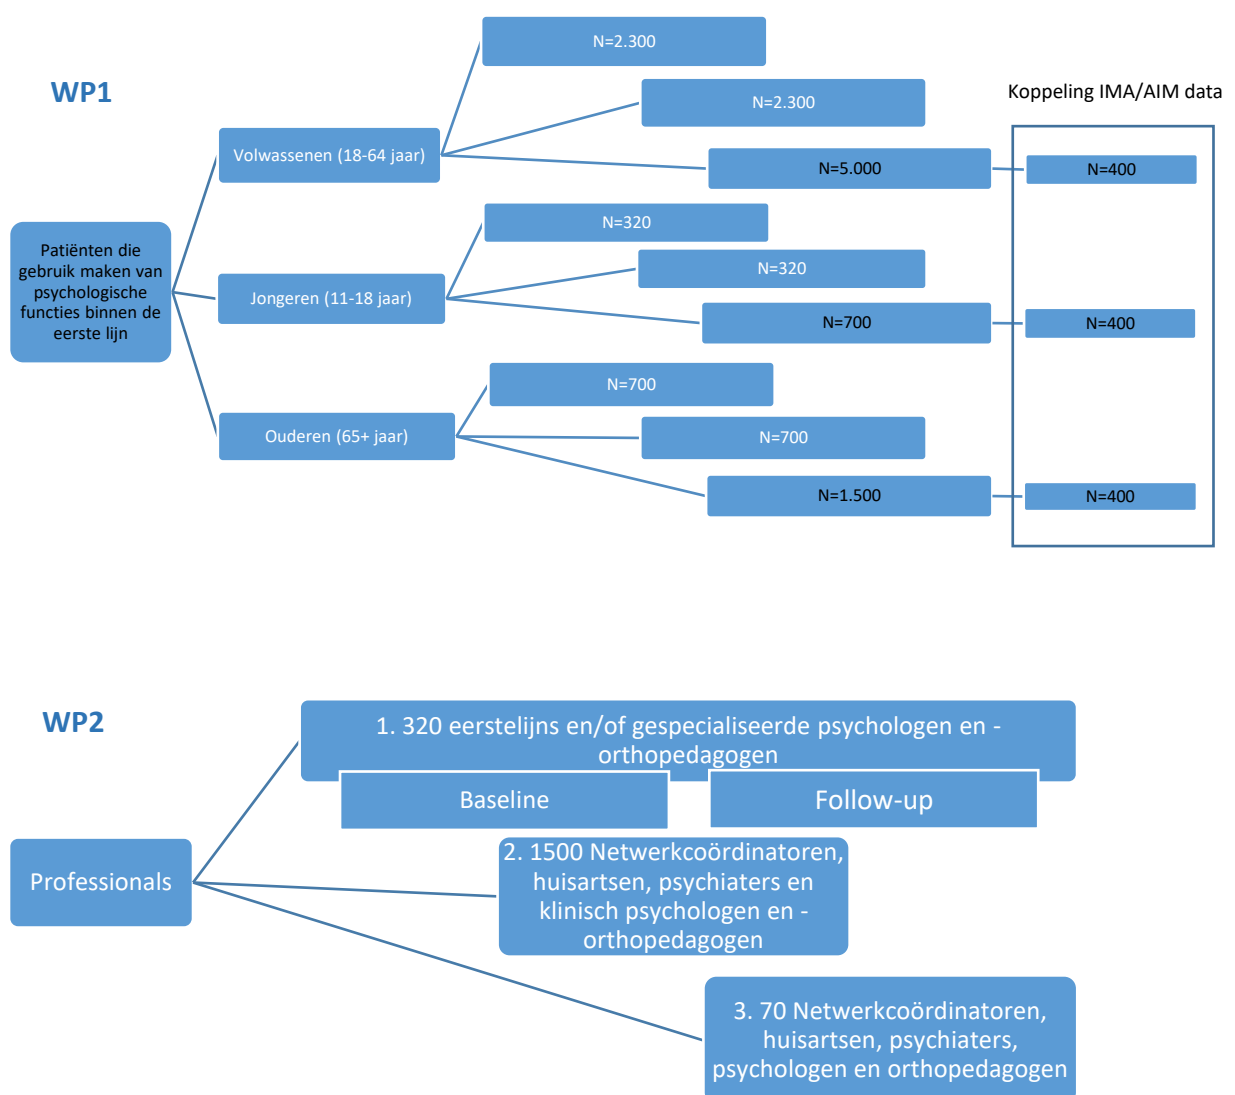 WP1
Koppeling IMA/AIM data
Patiënten die
gebruik maken van
psychologische
functies binnen de
eerste lijn
Volwassenen (18-64 jaar)
N=2.300
N=2.300
N=5.000
N=400
Jongeren (11-18 jaar)
N=320
N=320
N=700
N=400
Ouderen (65+ jaar)
N=700
N=700
N=1.500
N=400
WP2
Professionals
1. 320 eerstelijns en/of gespecialiseerde psychologen en -
orthopedagogen
Baseline
Follow-up
2. 1500 Netwerkcoördinatoren,
huisartsen, psychiaters en
klinisch psychologen en -
orthopedagogen
3. 70 Netwerkcoördinatoren,
huisartsen, psychiaters,
psychologen en orthopedagogen